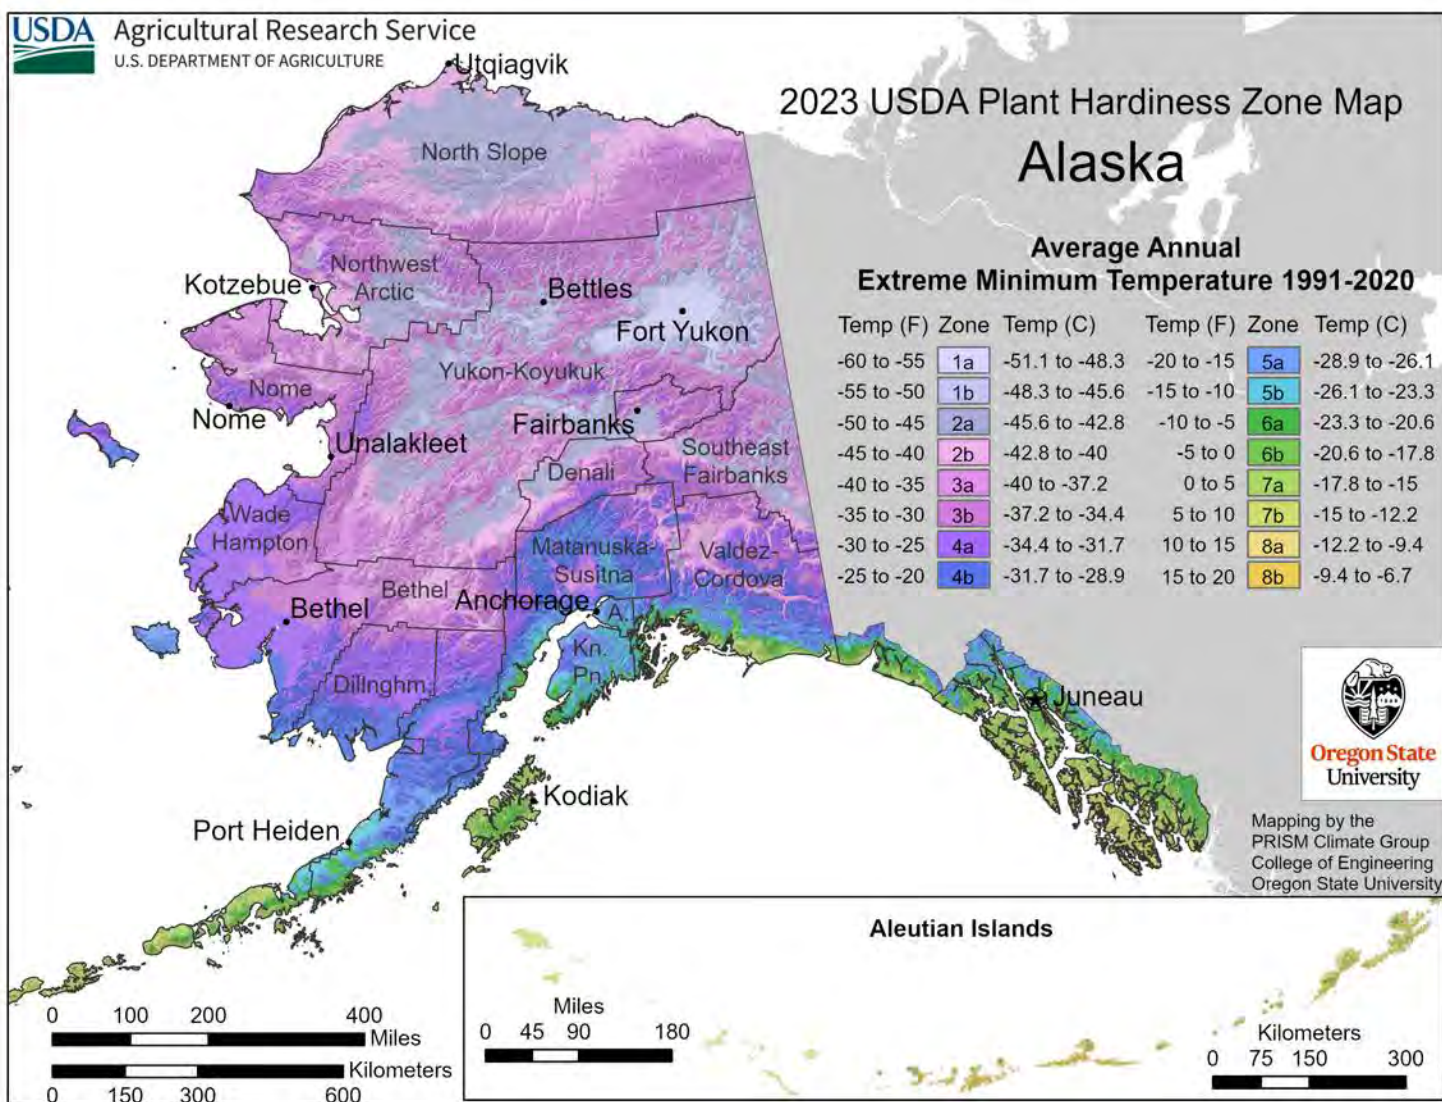 USDA
Agricultural Research Service
U.S. DEPARTMENT OF AGRICULTURE
2023 USDA Plant Hardiness Zone Map
Alaska
Average Annual
Extreme Minimum Temperature 1991-2020
Temp (F) Zone Temp (C) Temp (F) Zone Temp (C)
-60 to -55 1a -51.1 to -48.3 -20 to -15 5a -28.9 to -26.1
-55 to -50 1b -48.3 to -45.6 -15 to -10 5b -26.1 to -23.3
-50 to -45 2a -45.6 to -42.8 -10 to -5 6a -23.3 to -20.6
-45 to -40 2b -42.8 to -40 -5 to 0 6b -20.6 to -17.8
-40 to -35 3a -40 to -37.2 0 to 5 7a -17.8 to -15
-35 to -30 3b -37.2 to -34.4 5 to 10 7b -15 to -12.2
-30 to -25 4a -34.4 to -31.7 10 to 15 8a -12.2 to -9.4
-25 to -20 4b -31.7 to -28.9 15 to 20 8b -9.4 to -6.7
Utqiagvik
North Slope
Northwest
Arctic
Kotzebue
Bettles
Fort Yukon
Yukon-Koyukuk
Nome
Nome
Fairbanks
Unalakleet
Southeast
Fairbanks
Denali
Wade
Hampton
Matanuska-
Susitna
Valdez-
Cordova
Bethel
Bethel
Anchorage
A.
Kn.
Pn.
Dillnghm.
Y.
Juneau
Kodiak
Port Heiden
Oregon State
University
Mapping by the
PRISM Climate Group
College of Engineering
Oregon State University
Aleutian Islands
Miles
0 45 90 180
Kilometers
0 75 150 300
0 100 200 400
Miles
Kilometers
0 150 300 600